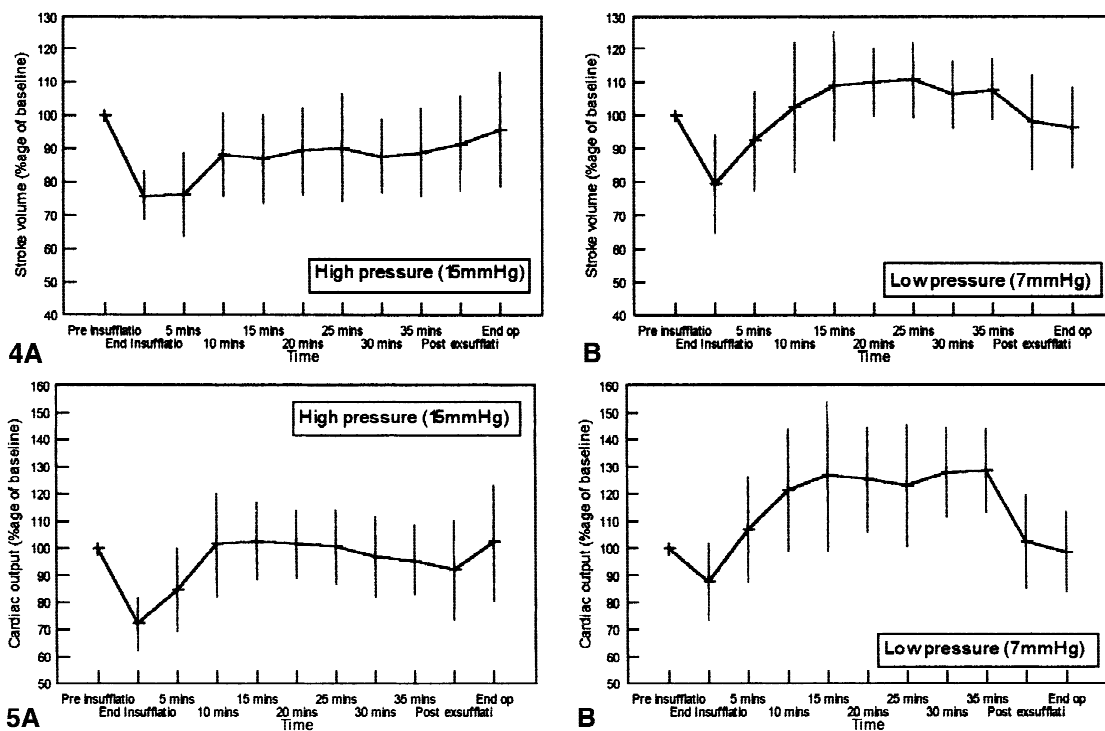 130
120
110
100
90
80
70
60
50
40
Stroke volume (%age of baseline)
High pressure (15mmHg)
Pre insufflatio 5 mins 15 mins 25 mins 35 mins End op
End Insufflatio 10 mins 20 mins 30 mins Post exsufflati
Time
4A
130
120
110
100
90
80
70
60
50
40
Stroke volume (%age of baseline)
Low pressure (7mmHg)
Pre insufflatio 5 mins 15 mins 25 mins 35 mins End op
End Insufflatio 10 mins 20 mins 30 mins Post exsufflati
Time
B
160
150
140
130
120
110
100
90
80
70
60
50
Cardiac output (%age of baseline)
High pressure (15mmHg)
Pre insufflatio 5 mins 15 mins 25 mins 35 mins End op
End Insufflatio 10 mins 20 mins 30 mins Post exsufflati
Time
5A
160
150
140
130
120
110
100
90
80
70
60
50
Cardiac output (%age of baseline)
Low pressure (7mmHg)
Pre insufflatio 5 mins 15 mins 25 mins 35 mins End op
End Insufflatio 10 mins 20 mins 30 mins Post exsufflati
Time
B